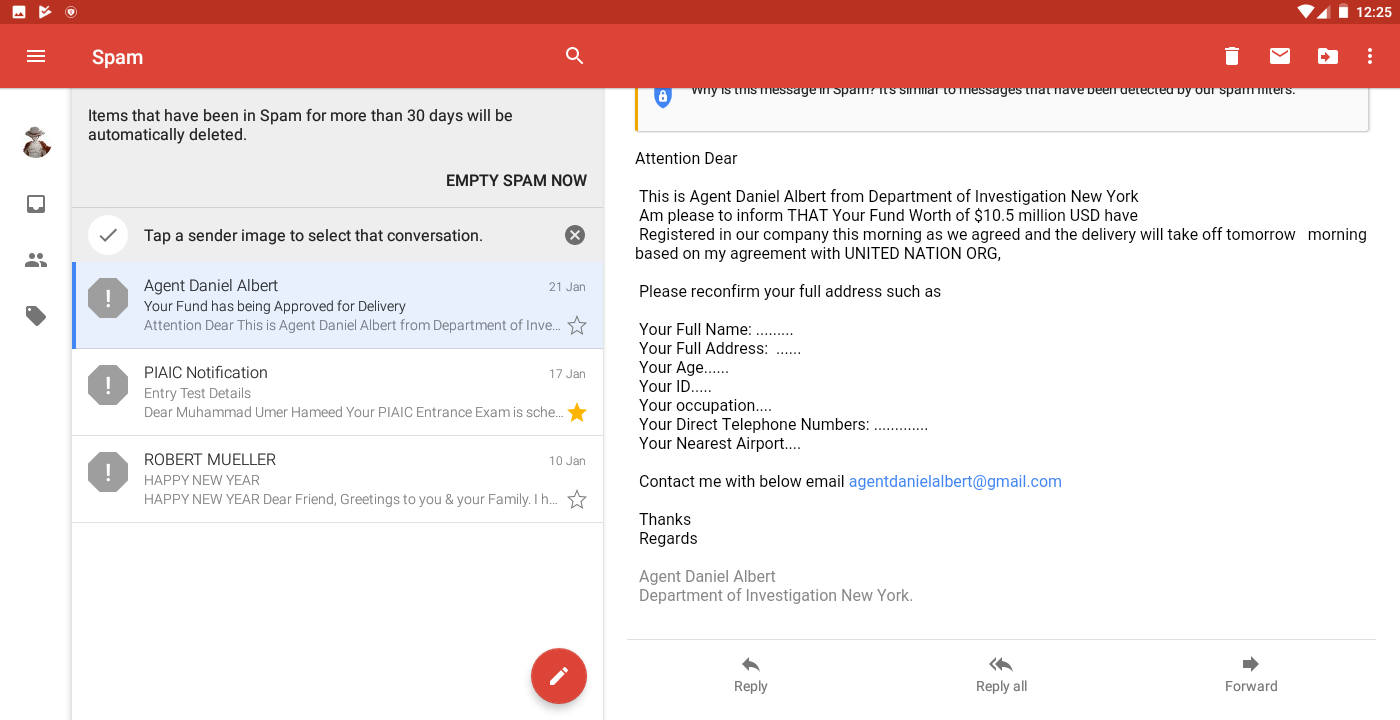 12:25
Spam
Items that have been in Spam for more than 30 days will be
automatically deleted.
EMPTY SPAM NOW
Tap a sender image to select that conversation.
Agent Daniel Albert
21 Jan
Your Fund has being Approved for Delivery
Attention Dear This is Agent Daniel Albert from Department of Inve…
PIAIC Notification
17 Jan
Entry Test Details
Dear Muhammad Umer Hameed Your PIAIC Entrance Exam is sche…
ROBERT MUELLER
10 Jan
HAPPY NEW YEAR
HAPPY NEW YEAR Dear Friend, Greetings to you & your Family. I h…
Why is this message in Spam? It's similar to messages that have been detected by our spam filters.
Attention Dear
This is Agent Daniel Albert from Department of Investigation New York
Am please to inform THAT Your Fund Worth of $10.5 million USD have
Registered in our company this morning as we agreed and the delivery will take off tomorrow   morning
based on my agreement with UNITED NATION ORG,
Please reconfirm your full address such as
Your Full Name: .........
Your Full Address:  ......
Your Age......
Your ID.....
Your occupation....
Your Direct Telephone Numbers: .............
Your Nearest Airport....
Contact me with below email agentdanielalbert@gmail.com
Thanks
Regards
Agent Daniel Albert
Department of Investigation New York.
Reply
Reply all
Forward